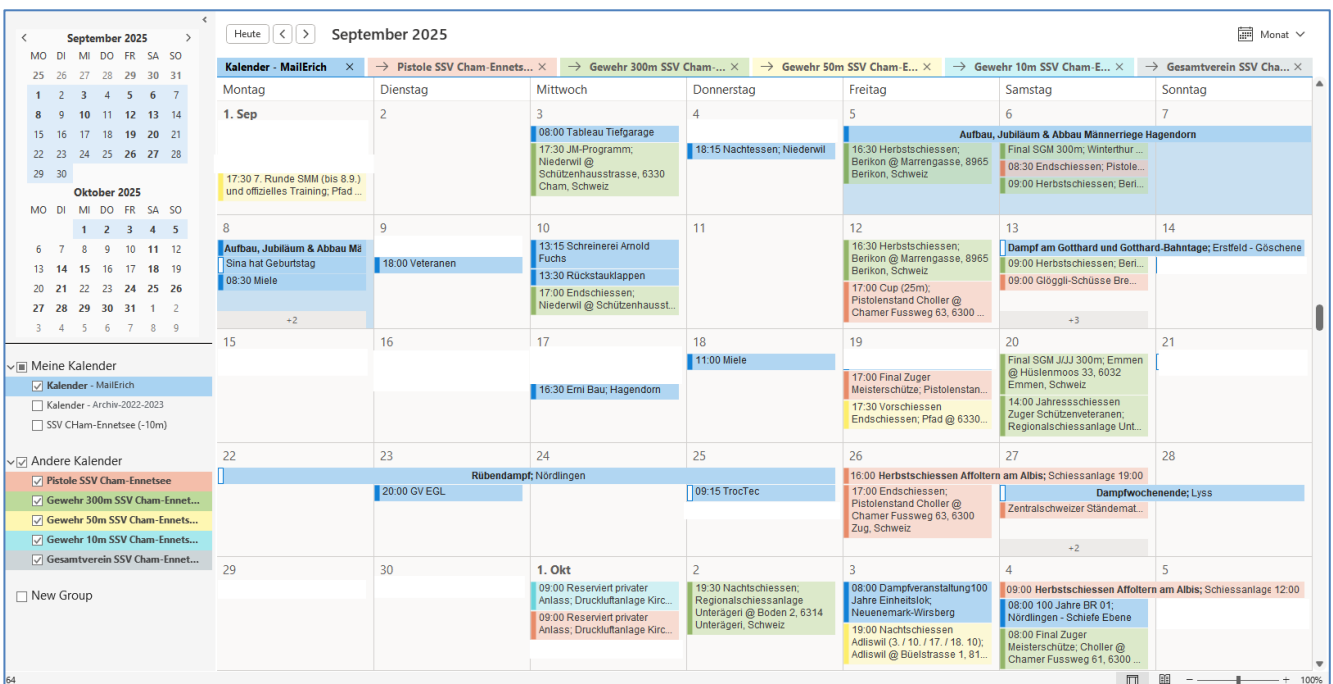 September 2025
MO DI MI DO FR SA SO
25 26 27 28 29 30 31
1 2 3 4 5 6 7
8 9 10 11 12 13 14
15 16 17 18 19 20 21
22 23 24 25 26 27 28
29 30
Oktober 2025
MO DI MI DO FR SA SO
1 2 3 4 5
6 7 8 9 10 11 12
13 14 15 16 17 18 19
20 21 22 23 24 25 26
27 28 29 30 31 1 2
3 4 5 6 7 8 9
Meine Kalender
Kalender - MailErich
Kalender - Archiv-2022-2023
SSV CHam-Ennetsee (-10m)
Andere Kalender
Pistole SSV Cham-Ennetsee
Gewehr 300m SSV Cham-Ennet...
Gewehr 50m SSV Cham-Ennets...
Gewehr 10m SSV Cham-Ennets...
Gesamtverein SSV Cham-Ennet...
New Group
64
Heute
September 2025
Monat
Kalender - MailErich
Pistole SSV Cham-Ennets...
Gewehr 300m SSV Cham-...
Gewehr 50m SSV Cham-E...
Gewehr 10m SSV Cham-E...
Gesamtverein SSV Cha...
Montag Dienstag Mittwoch Donnerstag Freitag Samstag Sonntag
1. Sep
17:30 7. Runde SMM (bis 8.9.)
und offizielles Training; Pfad ...
2
3
08:00 Tableau Tiefgarage
17:30 JM-Programm;
Niederwil @
Schützenhausstrasse, 6330
Cham, Schweiz
4
18:15 Nachtessen; Niederwil
5
6
7
Aufbau, Jubiläum & Abbau Männerriege Hagendorn
16:30 Herbstschiessen;
Berikon @ Marrengasse, 8965
Berikon, Schweiz
Final SGM 300m; Winterthur ...
08:30 Endschiessen; Pistole...
09:00 Herbstschiessen; Beri...
8
Aufbau, Jubiläum & Abbau Mä
Sina hat Geburtstag
08:30 Miele
+2
9
18:00 Veteranen
10
13:15 Schreinerei Arnold
Fuchs
13:30 Rückstauklappen
17:00 Endschiessen;
Niederwil @ Schützenhausst...
11
12
16:30 Herbstschiessen;
Berikon @ Marrengasse, 8965
Berikon, Schweiz
17:00 Cup (25m);
Pistolenstand Choller @
Chamer Fussweg 63, 6300 ...
13
14
Dampf am Gotthard und Gotthard-Bahntage; Erstfeld - Göschene
09:00 Herbstschiessen; Beri...
09:00 Glöggli-Schüsse Bre...
+3
15
16
17
16:30 Erni Bau; Hagendorn
18
11:00 Miele
19
17:00 Final Zuger
Meisterschütze; Pistolenstan...
17:30 Vorschiessen
Endschiessen; Pfad @ 6330...
20
Final SGM J/JJ 300m; Emmen
@ Hüslenmoos 33, 6032
Emmen, Schweiz
14:00 Jahressschiessen
Zuger Schützenveteranen;
Regionalschiessanlage Unt...
21
22
23
24
25
Rübendampf; Nördlingen
20:00 GV EGL
09:15 TrocTec
26
27
28
16:00 Herbstschiessen Affoltern am Albis; Schiessanlage 19:00
17:00 Endschiessen;
Pistolenstand Choller @
Chamer Fussweg 63, 6300
Zug, Schweiz
Dampfwochenende; Lyss
Zentralschweizer Ständemat...
+2
29
30
1. Okt
09:00 Reserviert privater
Anlass; Druckluftanlage Kirc...
09:00 Reserviert privater
Anlass; Druckluftanlage Kirc...
2
19:30 Nachtschiessen;
Regionalschiessanlage
Unterägeri @ Boden 2, 6314
Unterägeri, Schweiz
3
08:00 Dampfveranstaltung100
Jahre Einheitslok;
Neuenemark-Wirsberg
19:00 Nachtschiessen
Adliswil (3. / 10. / 17. / 18. 10);
Adliswil @ Büelstrasse 1, 81...
4
5
09:00 Herbstschiessen Affoltern am Albis; Schiessanlage 12:00
08:00 100 Jahre BR 01;
Nördlingen - Schiefe Ebene
08:00 Final Zuger
Meisterschütze; Choller @
Chamer Fussweg 61, 6300 ...
100%